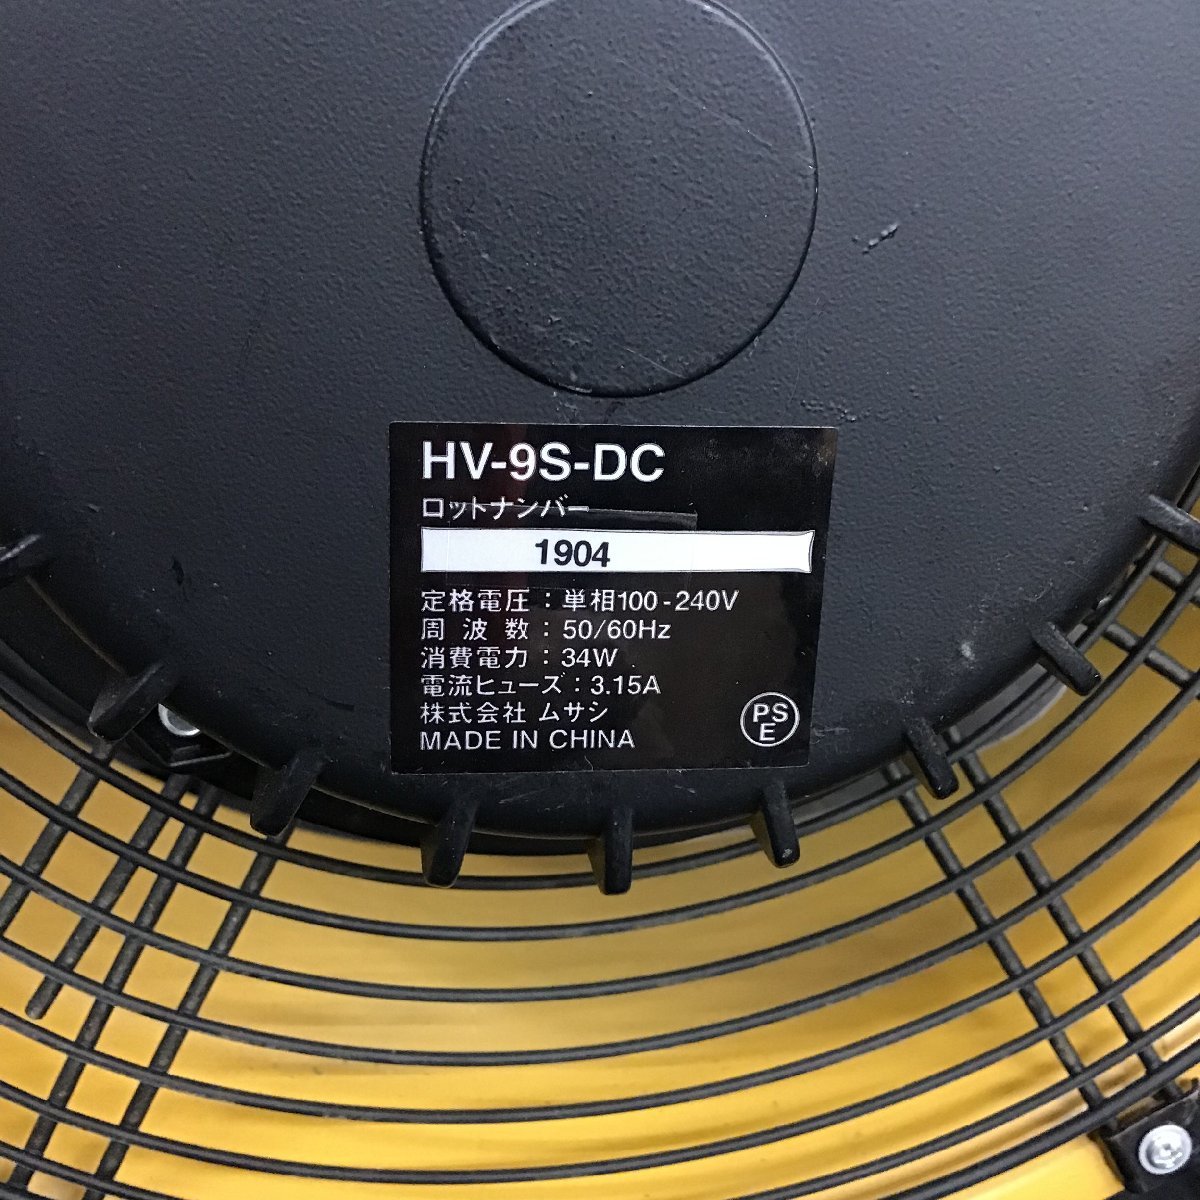 HV-9S-DC
ロットナンバー
1904
定格電圧：単相100-240V
周 波 数：50/60Hz
消費電力：34W
電流ヒューズ：3.15A
株式会社 ムサシ
MADE IN CHINA
PS
E